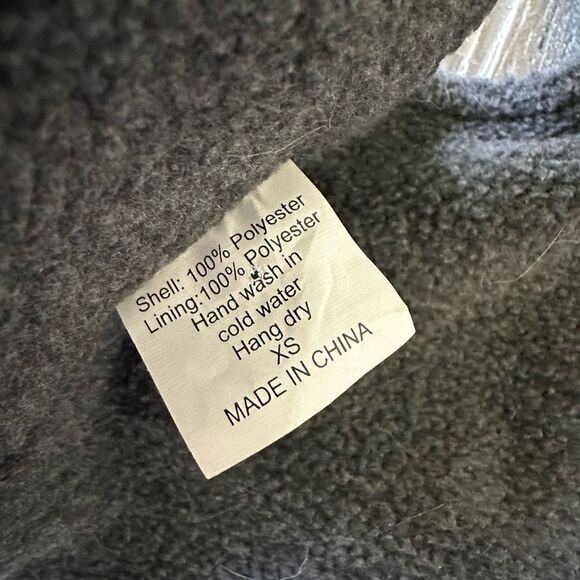 Shell: 100% Polyester
Lining:100% Polyester
Hand wash in
cold water
Hang dry
XS
MADE IN CHINA